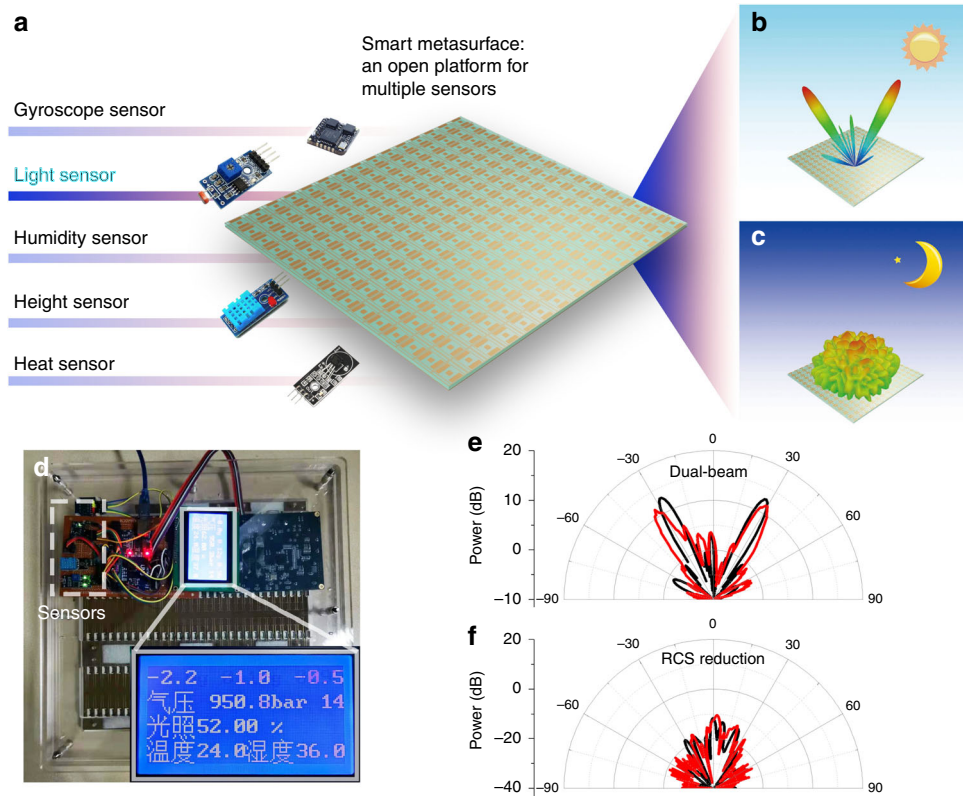 a
Smart metasurface:
an open platform for
multiple sensors
Gyroscope sensor
Light sensor
Humidity sensor
Height sensor
Heat sensor
b
c
d
Sensors
-2.2 -1.0 -0.5
气压 950.8bar 14
光照52.00 %
温度24.0湿度36.0
e
Dual-beam
Power (dB)
20
10
0
−10
−90
−60
−30
0
30
60
90
f
RCS reduction
Power (dB)
20
0
−20
−40
−90
−60
−30
0
30
60
90